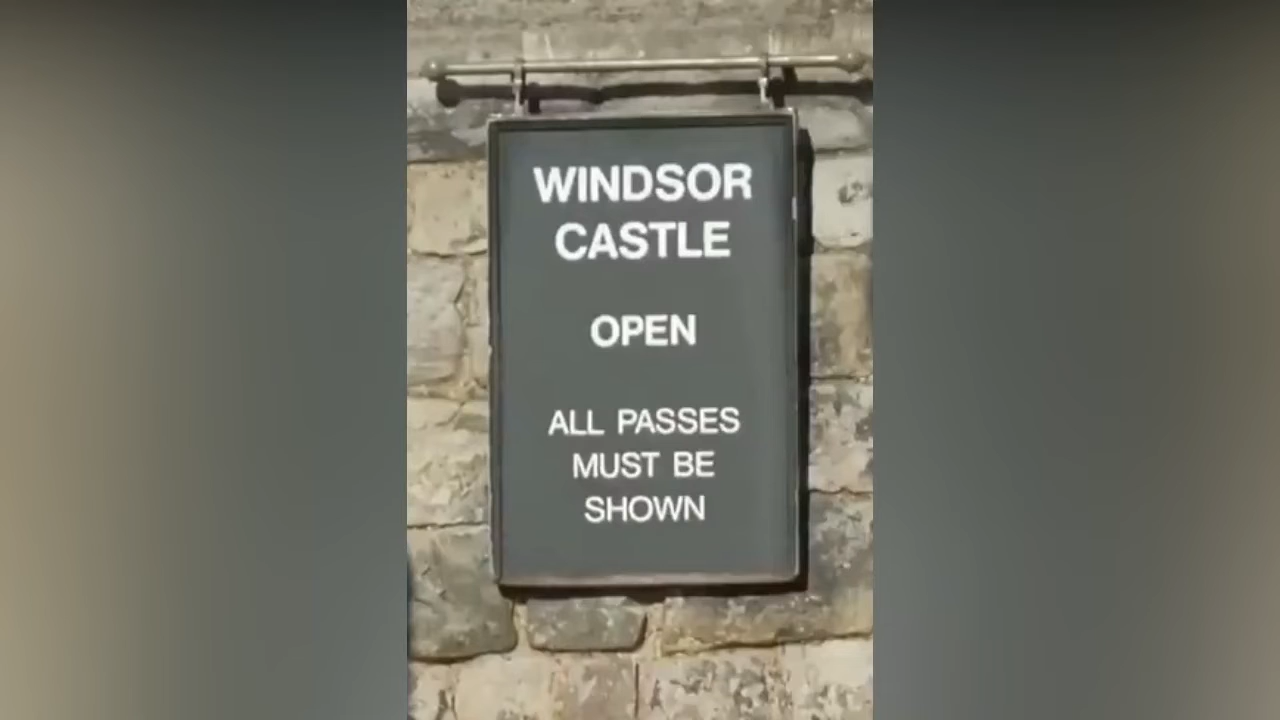 WINDSOR
CASTLE
OPEN
ALL PASSES
MUST BE
SHOWN